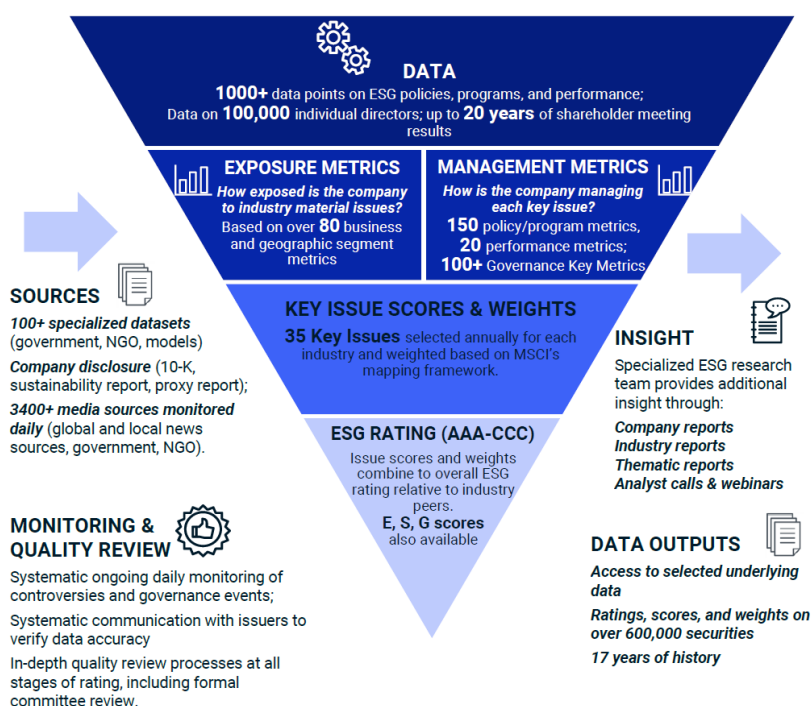 DATA
1000+ data points on ESG policies, programs, and performance;
Data on 100,000 individual directors; up to 20 years of shareholder meeting
results
EXPOSURE METRICS
How exposed is the company
to industry material issues?
Based on over 80 business
and geographic segment
metrics
MANAGEMENT METRICS
How is the company managing
each key issue?
150 policy/program metrics,
20 performance metrics;
100+ Governance Key Metrics
KEY ISSUE SCORES & WEIGHTS
35 Key Issues selected annually for each
industry and weighted based on MSCI's
mapping framework.
ESG RATING (AAA-CCC)
Issue scores and weights
combine to overall ESG
rating relative to industry
peers.
E, S, G scores
also available
SOURCES
100+ specialized datasets
(government, NGO, models)
Company disclosure (10-K,
sustainability report, proxy report);
3400+ media sources monitored
daily (global and local news
sources, government, NGO).
MONITORING &
QUALITY REVIEW
Systematic ongoing daily monitoring of
controversies and governance events;
Systematic communication with issuers to
verify data accuracy
In-depth quality review processes at all
stages of rating, including formal
committee review.
INSIGHT
Specialized ESG research
team provides additional
insight through:
Company reports
Industry reports
Thematic reports
Analyst calls & webinars
DATA OUTPUTS
Access to selected underlying
data
Ratings, scores, and weights on
over 600,000 securities
17 years of history